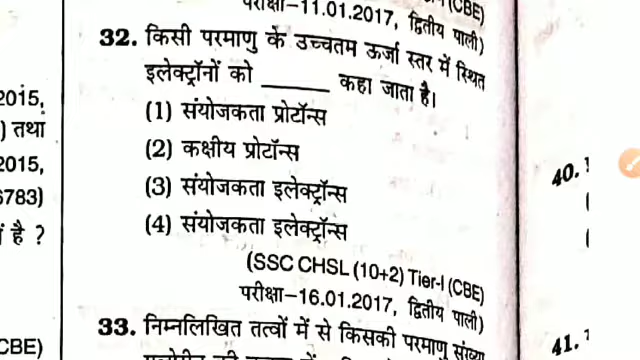 2015,
) तथा
2015,
6783)
है ?
CBE)
(CBE)
परीक्षा–11.01.2017, द्वितीय पाली)
32. किसी परमाणु के उच्चतम ऊर्जा स्तर में स्थित
इलेक्ट्रॉनों को ______ कहा जाता है।
(1) संयोजकता प्रोटॉन्स
(2) कक्षीय प्रोटॉन्स
(3) संयोजकता इलेक्ट्रॉन्स
(4) संयोजकता इलेक्ट्रॉन्स
(SSC CHSL (10+2) Tier-I (CBE)
परीक्षा–16.01.2017, द्वितीय पाली)
33. निम्नलिखित तत्वों में से किसकी परमाणु संख्या
40.
41.